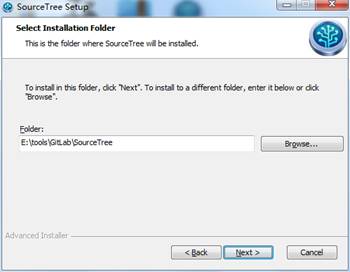 SourceTree Setup
Select Installation Folder
This is the folder where SourceTree will be installed.
To install in this folder, click "Next". To install to a different folder, enter it below or click
"Browse".
Folder:
E:\tools\GitLab\SourceTree
Browse...
Advanced Installer
< Back
Next >
Cancel